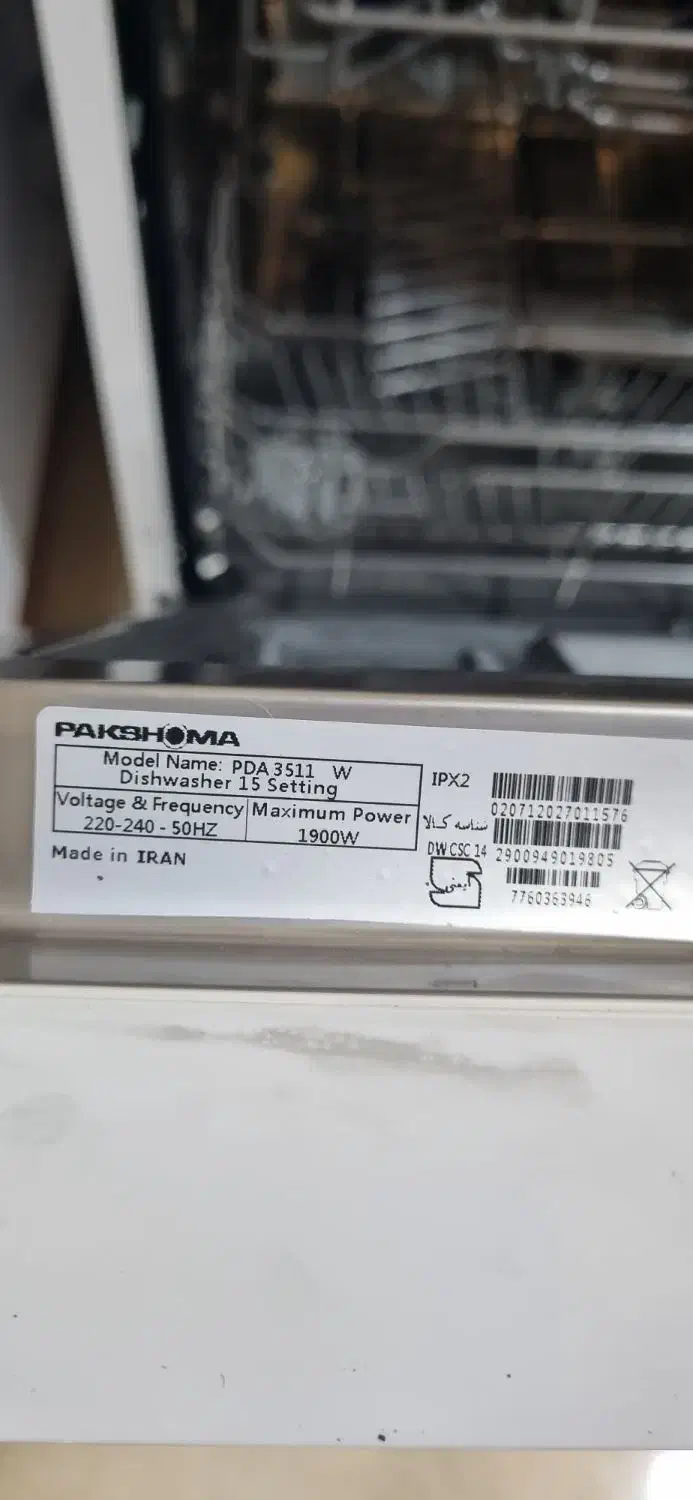 PAKSHOMA
Model Name: PDA 3511 W
Dishwasher 15 Setting
Voltage & Frequency
220-240 - 50HZ
Maximum Power
1900W
Made in IRAN
IPX2
020712027011576
شناسه کالا
2900949019805
DW CSC 14
ایمنی
7760363946